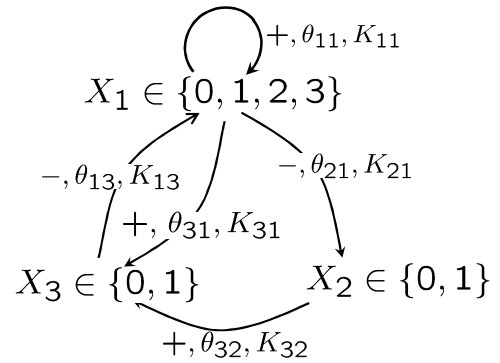 +, θ₁₁, K₁₁
X₁ ∈ {0, 1, 2, 3}
−, θ₁₃, K₁₃
−, θ₂₁, K₂₁
+, θ₃₁, K₃₁
X₃ ∈ {0, 1}
X₂ ∈ {0, 1}
+, θ₃₂, K₃₂